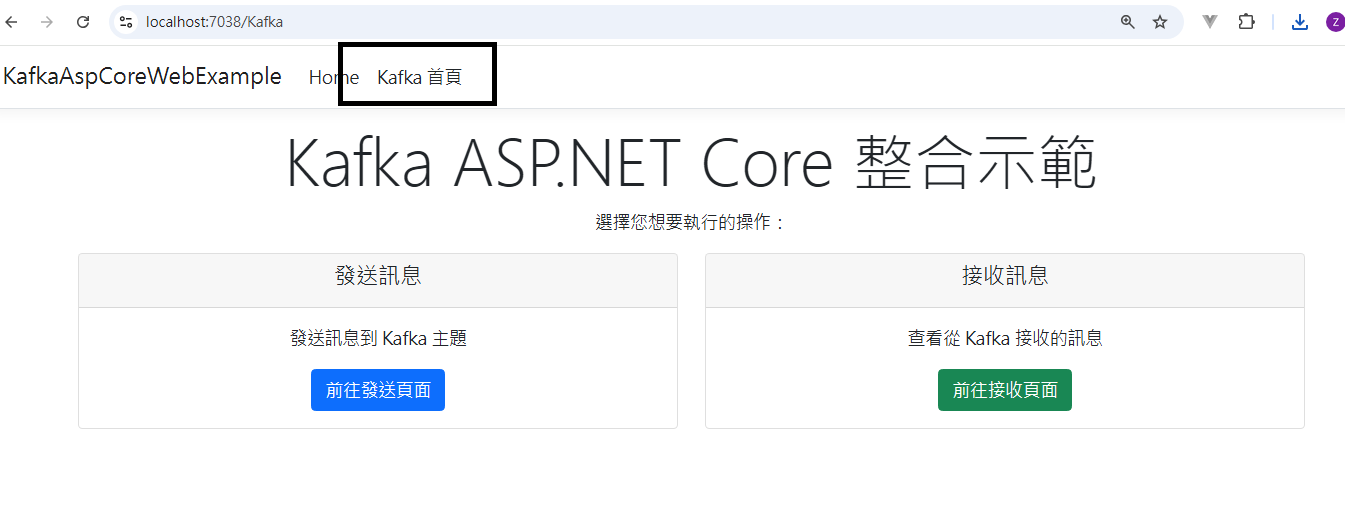 localhost:7038/Kafka
Z
KafkaAspCoreWebExample Home Kafka 首頁
Kafka ASP.NET Core 整合示範
選擇您想要執行的操作：
發送訊息
發送訊息到 Kafka 主題
前往發送頁面
接收訊息
查看從 Kafka 接收的訊息
前往接收頁面